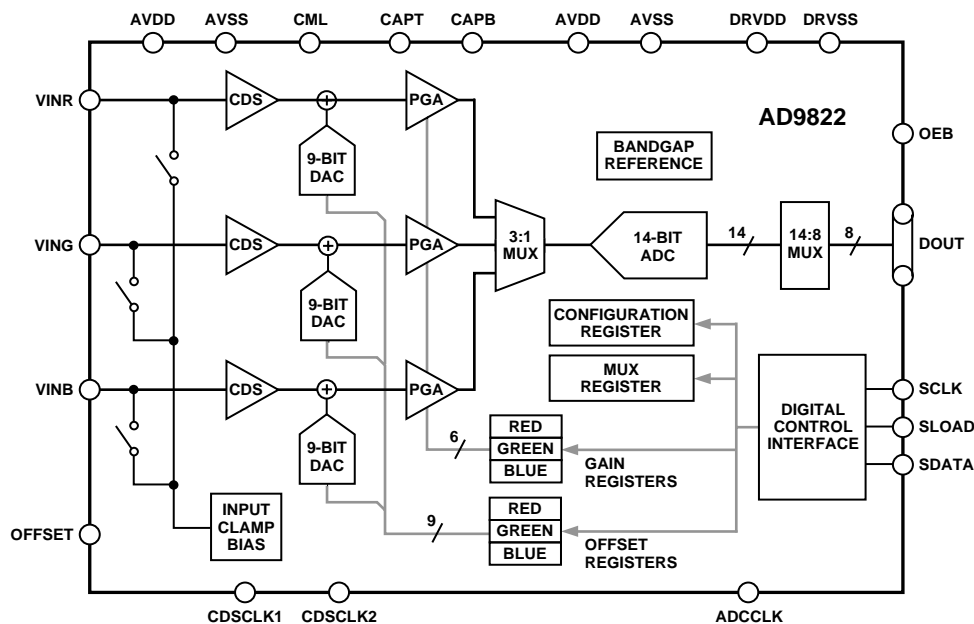 AVDD AVSS CML CAPT CAPB AVDD AVSS DRVDD DRVSS
VINR
CDS
PGA
AD9822
OEB
9-BIT
DAC
BANDGAP
REFERENCE
VING
CDS
PGA
3:1
MUX
14-BIT
ADC
14
14:8
MUX
8
DOUT
9-BIT
DAC
CONFIGURATION
REGISTER
MUX
REGISTER
VINB
CDS
PGA
DIGITAL
CONTROL
INTERFACE
SCLK
SLOAD
SDATA
9-BIT
DAC
6
RED
GREEN
BLUE
GAIN
REGISTERS
INPUT
CLAMP
BIAS
9
RED
GREEN
BLUE
OFFSET
REGISTERS
OFFSET
CDSCLK1 CDSCLK2 ADCCLK